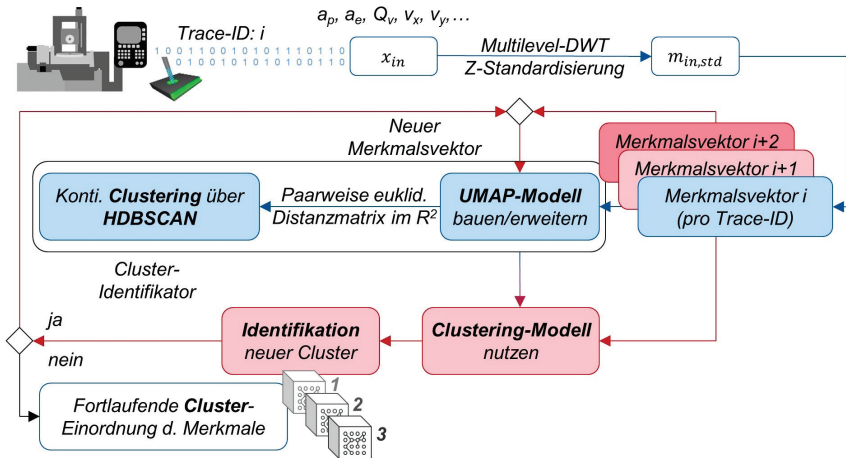 a_p, a_e, Q_v, v_x, v_y,…
Trace-ID: i
1 0 0 1 1 0 1 0 1 1 0 1 0 1 1 0
0 1 0 1 0 1 0 1 0 1 0 1 1 0 1 0
x_in
Multilevel-DWT
Z-Standardisierung
m_in,std
Neuer
Merkmalsvektor
Merkmalsvektor i+2
Merkmalsvektor i+1
Merkmalsvektor i
(pro Trace-ID)
Konti. Clustering über
HDBSCAN
Paarweise euklid.
Distanzmatrix im R²
UMAP-Modell
bauen/erweitern
Cluster-
Identifikator
ja
nein
Identifikation
neuer Cluster
Clustering-Modell
nutzen
Fortlaufende Cluster-
Einordnung d. Merkmale
1
2
3